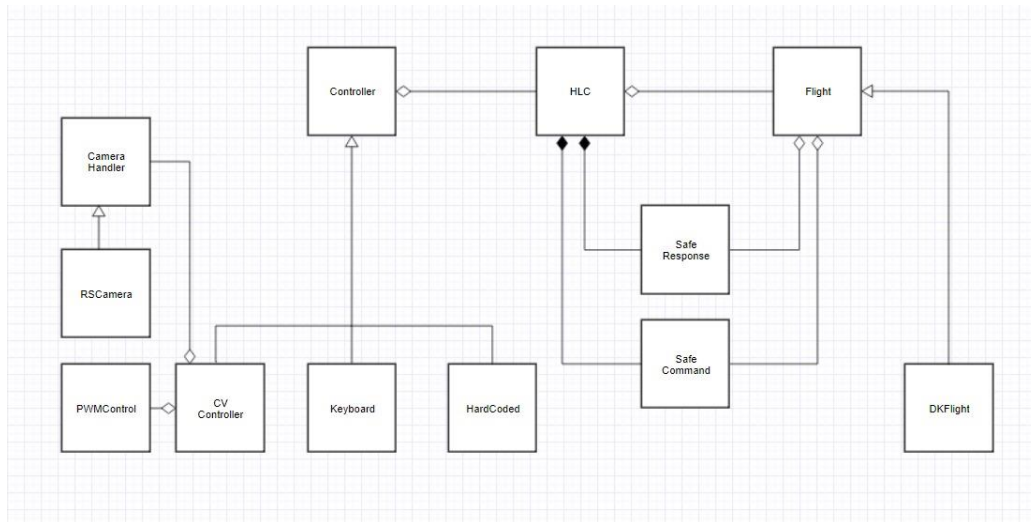 Controller
HLC
Flight
Camera
Handler
Safe
Response
RSCamera
Safe
Command
PWMControl
CV
Controller
Keyboard
HardCoded
DKFlight